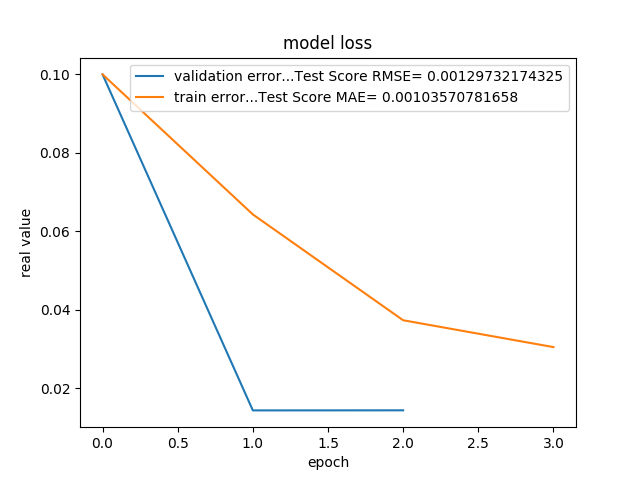 model loss
validation error...Test Score RMSE= 0.00129732174325
train error...Test Score MAE= 0.00103570781658
real value
0.10
0.08
0.06
0.04
0.02
0.0 0.5 1.0 1.5 2.0 2.5 3.0
epoch